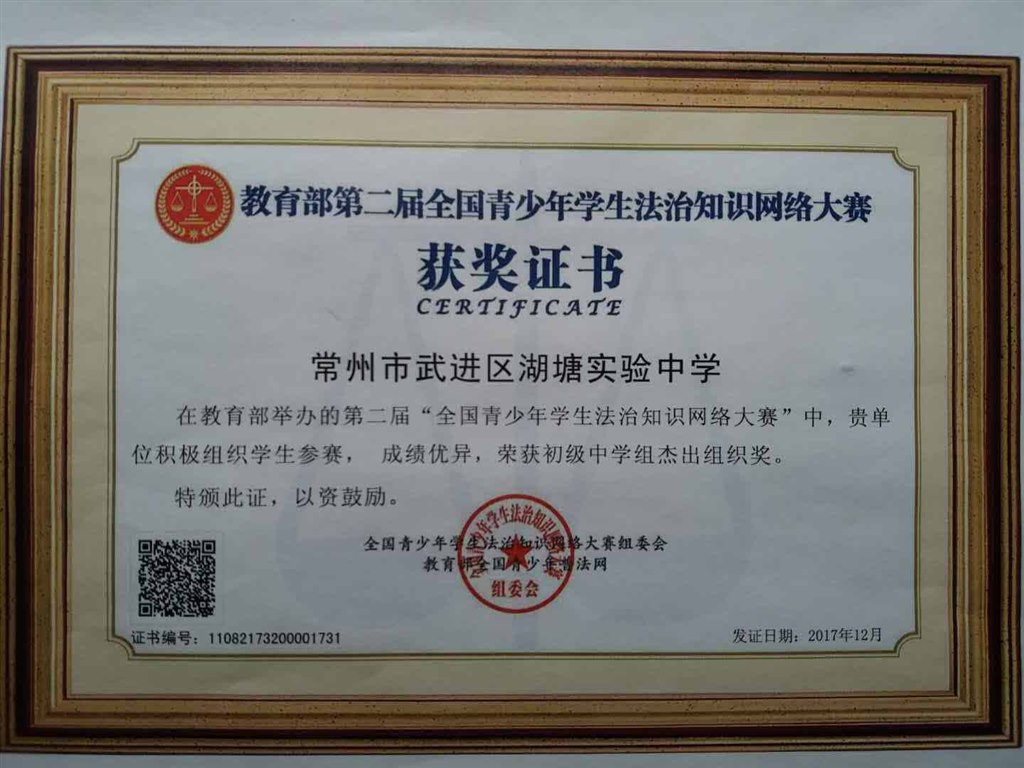 教育部第二届全国青少年学生法治知识网络大赛
获奖证书
CERTIFICATE
常州市武进区湖塘实验中学
在教育部举办的第二届“全国青少年学生法治知识网络大赛”中，贵单
位积极组织学生参赛， 成绩优异，荣获初级中学组杰出组织奖。
特颁此证，以资鼓励。
全国青少年学生法治知识网络大赛组委会
教育部全国青少年普法网
组委会
证书编号：11082173200001731
发证日期：2017年12月